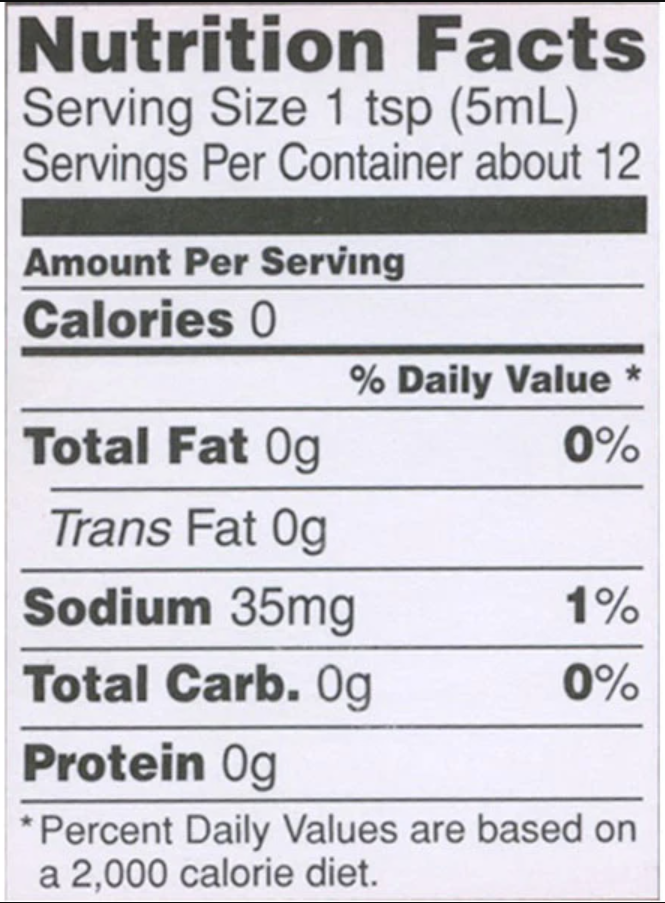 Nutrition Facts
Serving Size 1 tsp (5mL)
Servings Per Container about 12
Amount Per Serving
Calories 0
% Daily Value *
Total Fat 0g 0%
Trans Fat 0g
Sodium 35mg 1%
Total Carb. 0g 0%
Protein 0g
* Percent Daily Values are based on
a 2,000 calorie diet.